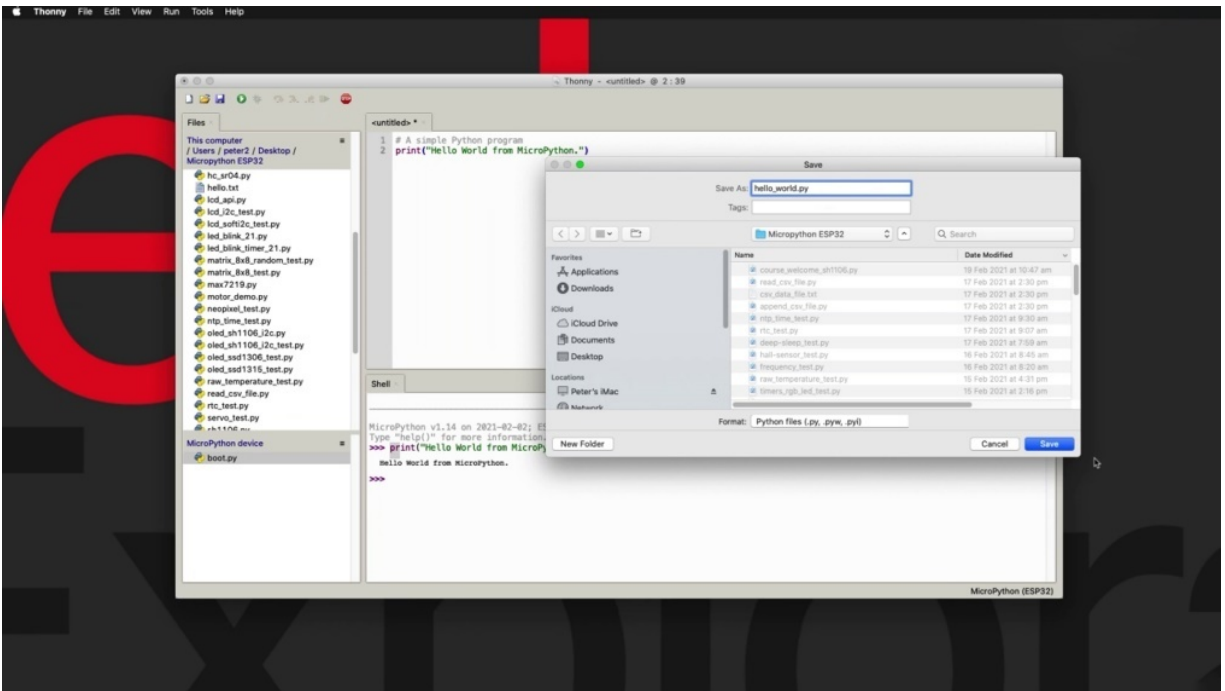 Thonny File Edit View Run Tools Help
Thonny - <untitled> @ 2 : 39
Files
This computer
/ Users / peter2 / Desktop /
Micropython ESP32
hc_sr04.py
hello.txt
lcd_api.py
lcd_i2c_test.py
lcd_softi2c_test.py
led_blink_21.py
led_blink_timer_21.py
matrix_8x8_random_test.py
matrix_8x8_test.py
max7219.py
motor_demo.py
neopixel_test.py
ntp_time_test.py
oled_sh1106_i2c.py
oled_sh1106_i2c_test.py
oled_ssd1306_test.py
oled_ssd1315_test.py
raw_temperature_test.py
read_csv_file.py
rtc_test.py
servo_test.py
MicroPython device
boot.py
<untitled> *
1 # A simple Python program
2 print("Hello World from MicroPython.")
Shell
MicroPython v1.14 on 2021-02-02; ES
Type "help()" for more information.
>>> print("Hello World from MicroPy
Hello World from MicroPython.
>>>
Save
Save As: hello_world.py
Tags:
Micropython ESP32
Search
Favorites
Applications
Downloads
iCloud
iCloud Drive
Documents
Desktop
Locations
Peter's iMac
Network
Name Date Modified
course_welcome_sh1106.py 19 Feb 2021 at 10:47 am
read_csv_file.py 17 Feb 2021 at 2:30 pm
csv_data_file.txt 17 Feb 2021 at 2:30 pm
append_csv_file.py 17 Feb 2021 at 2:30 pm
ntp_time_test.py 17 Feb 2021 at 9:30 am
rtc_test.py 17 Feb 2021 at 9:07 am
deep-sleep_test.py 17 Feb 2021 at 7:59 am
hall-sensor_test.py 16 Feb 2021 at 8:45 am
frequency_test.py 16 Feb 2021 at 8:20 am
raw_temperature_test.py 15 Feb 2021 at 4:31 pm
timers_rgb_led_test.py 15 Feb 2021 at 2:16 pm
Format: Python files (.py, .pyw, .pyi)
New Folder
Cancel
Save
MicroPython (ESP32)